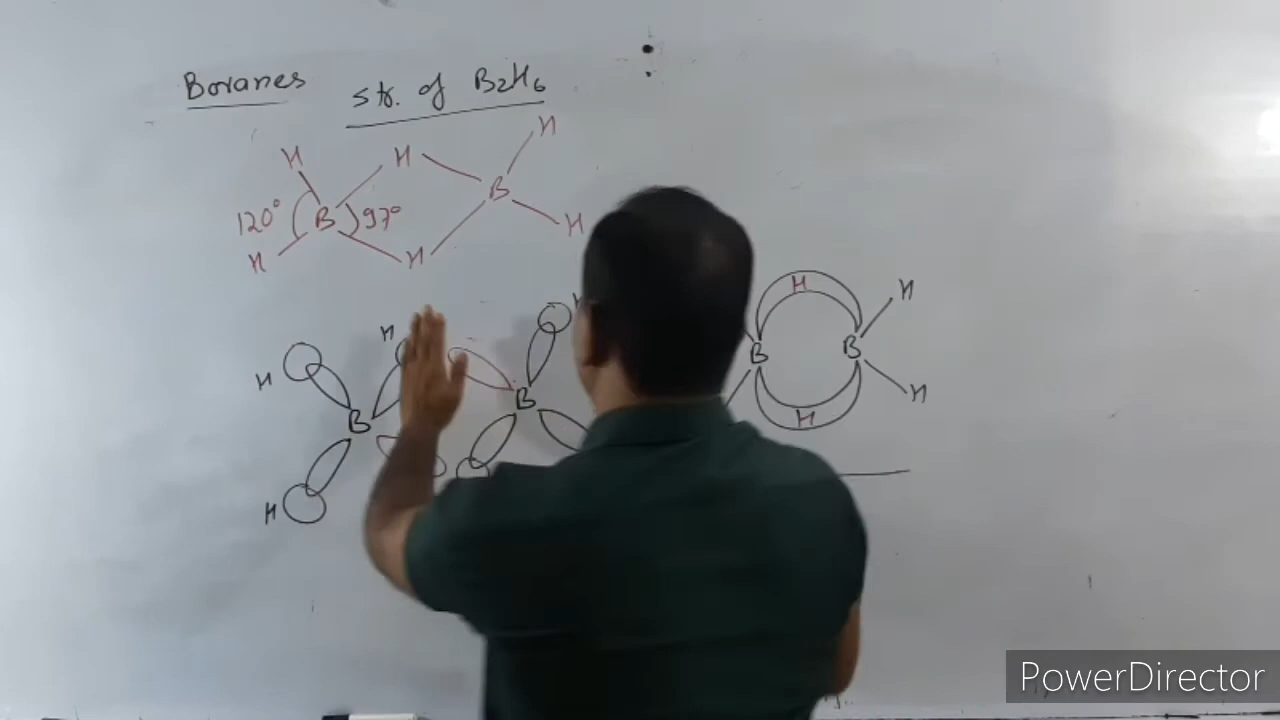 Boranes
str. of B2H6
H H H
120° B 97° B
H H H
H H H H
H B B B B H
H H
PowerDirector